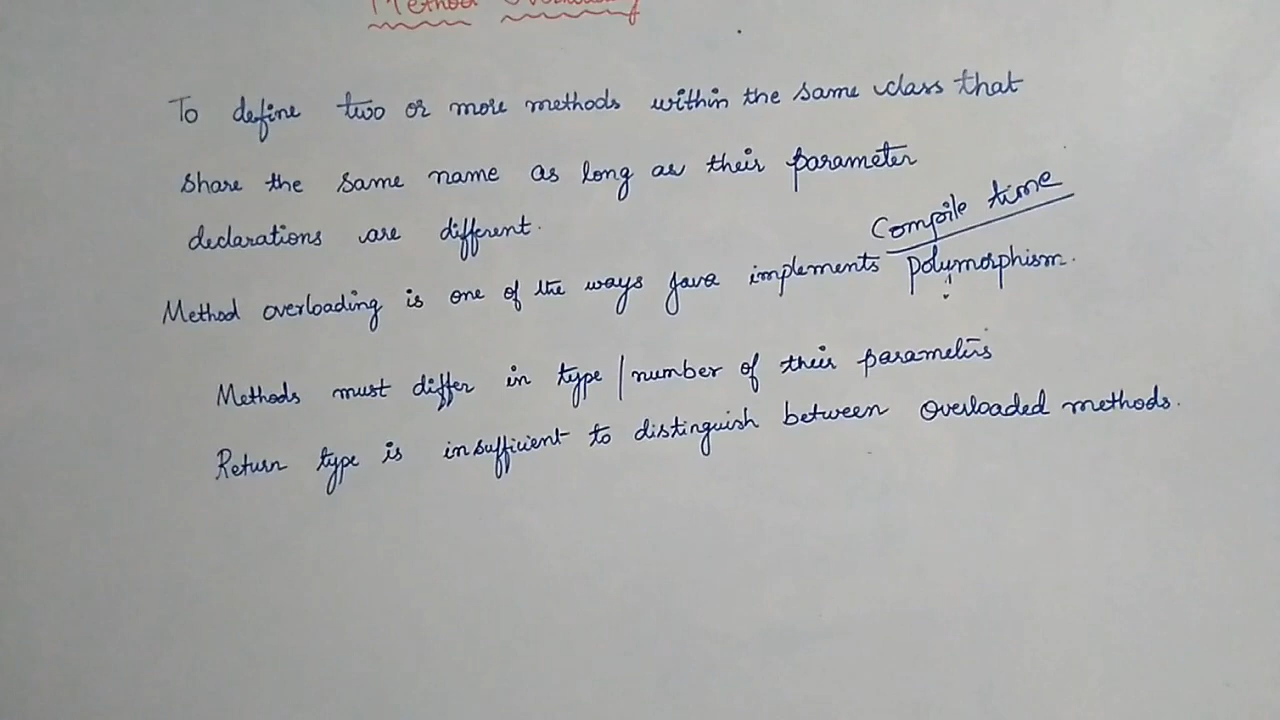 Method Overloading
To define two or more methods within the same class that
share the same name as long as their parameter
declarations are different.
Compile time
Method overloading is one of the ways Java implements polymorphism.
Methods must differ in type / number of their parameters
Return type is insufficient to distinguish between overloaded methods.